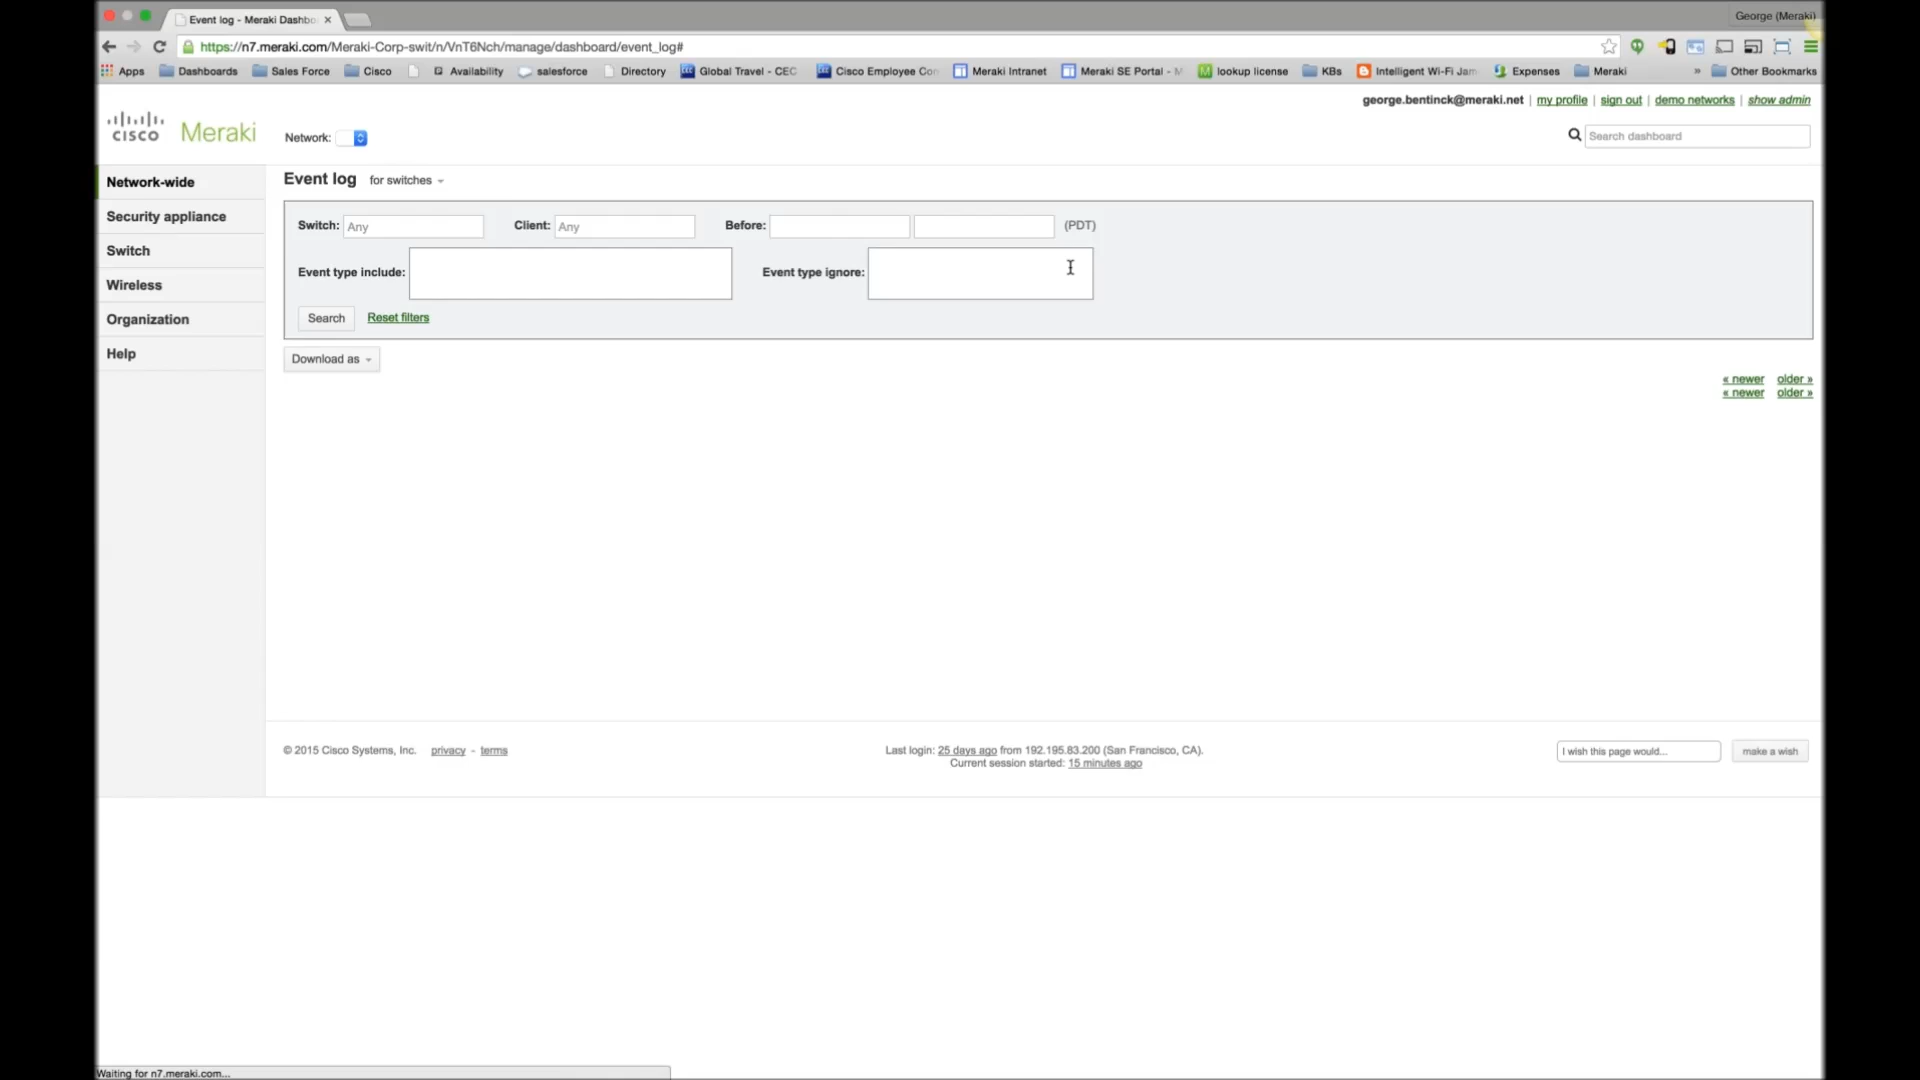 Event log - Meraki Dashbo
George (Meraki)
https://n7.meraki.com/Meraki-Corp-swit/n/VnT6Nch/manage/dashboard/event_log#
Apps Dashboards Sales Force Cisco Availability salesforce Directory Global Travel - CEC Cisco Employee Con Meraki Intranet Meraki SE Portal - M lookup license KBs Intelligent Wi-Fi Jam Expenses Meraki » Other Bookmarks
george.bentinck@meraki.net | my profile | sign out | demo networks | show admin
CISCO Meraki
Network:
Search dashboard
Network-wide
Security appliance
Switch
Wireless
Organization
Help
Event log for switches
Switch: Any Client: Any Before: (PDT)
Event type include: Event type ignore:
Search Reset filters
Download as
« newer older »
« newer older »
© 2015 Cisco Systems, Inc. privacy - terms
Last login: 25 days ago from 192.195.83.200 (San Francisco, CA).
Current session started: 15 minutes ago
I wish this page would... make a wish
Waiting for n7.meraki.com...